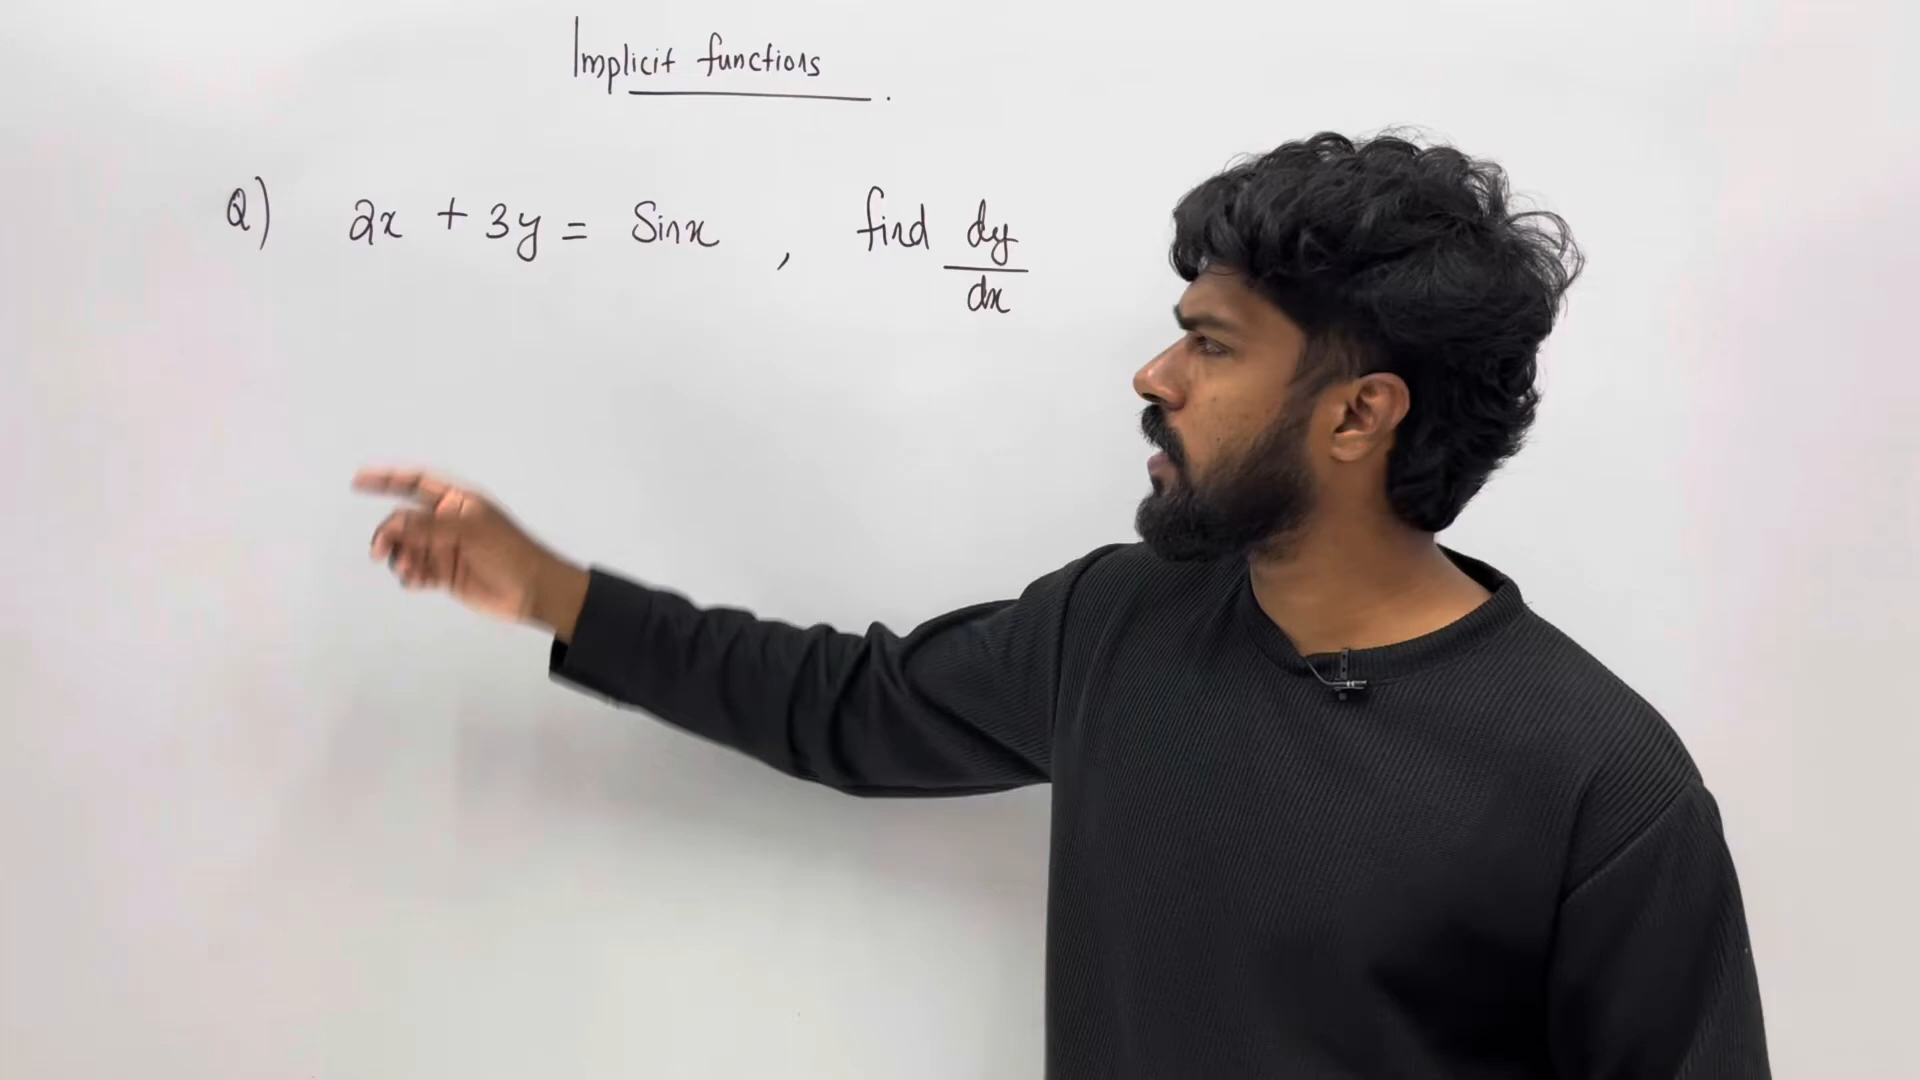 Implicit functions.
Q) 2x + 3y = Sinx , find dy/dx